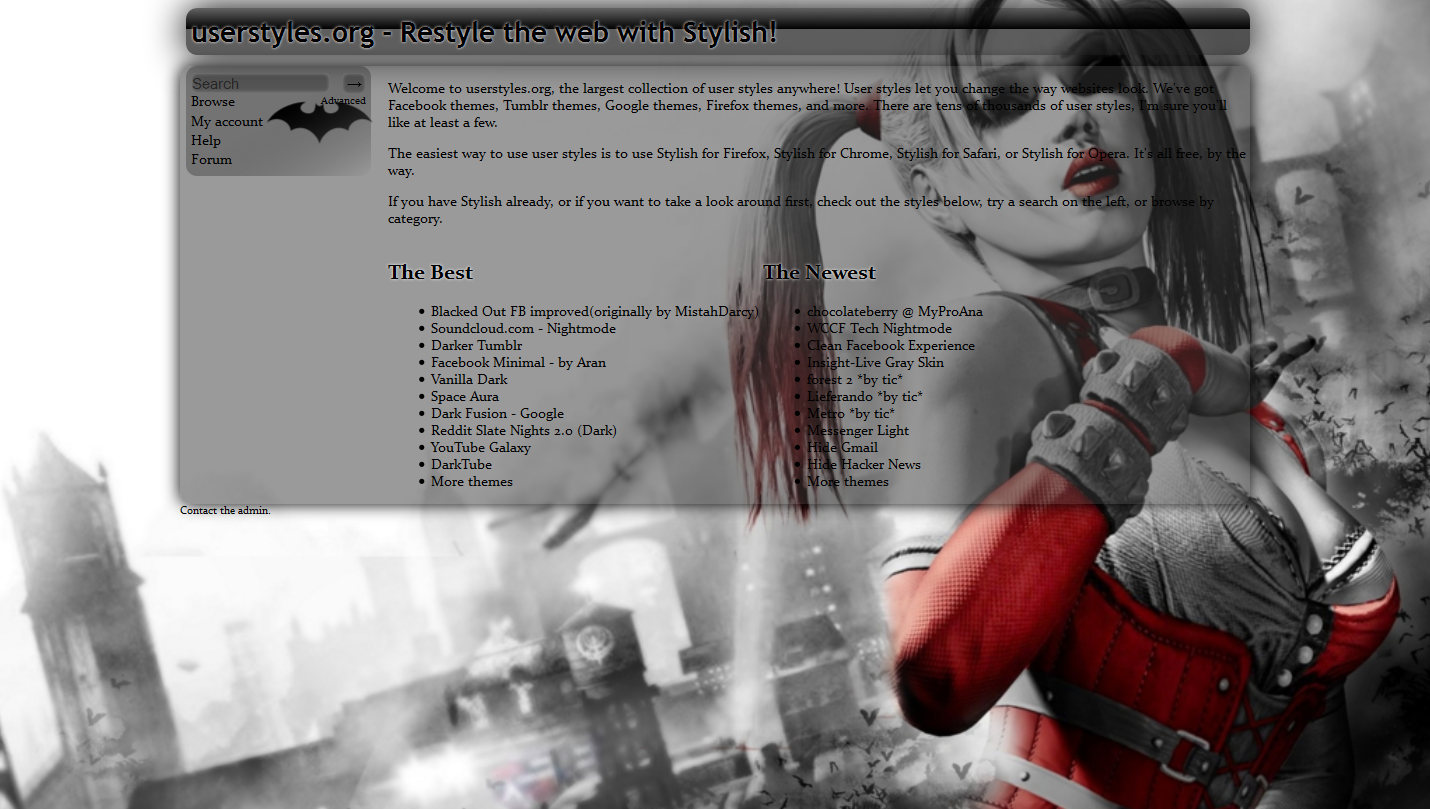 userstyles.org - Restyle the web with Stylish!
Search →
Advanced
Browse
My account
Help
Forum
Welcome to userstyles.org, the largest collection of user styles anywhere! User styles let you change the way websites look. We've got
Facebook themes, Tumblr themes, Google themes, Firefox themes, and more. There are tens of thousands of user styles, I'm sure you'll
like at least a few.
The easiest way to use user styles is to use Stylish for Firefox, Stylish for Chrome, Stylish for Safari, or Stylish for Opera. It's all free, by the
way.
If you have Stylish already, or if you want to take a look around first, check out the styles below, try a search on the left, or browse by
category.
The Best
• Blacked Out FB improved(originally by MistahDarcy)
• Soundcloud.com - Nightmode
• Darker Tumblr
• Facebook Minimal - by Aran
• Vanilla Dark
• Space Aura
• Dark Fusion - Google
• Reddit Slate Nights 2.0 (Dark)
• YouTube Galaxy
• DarkTube
• More themes
The Newest
• chocolateberry @ MyProAna
• WCCF Tech Nightmode
• Clean Facebook Experience
• Insight-Live Gray Skin
• forest 2 *by tic*
• Lieferando *by tic*
• Metro *by tic*
• Messenger Light
• Hide Gmail
• Hide Hacker News
• More themes
Contact the admin.